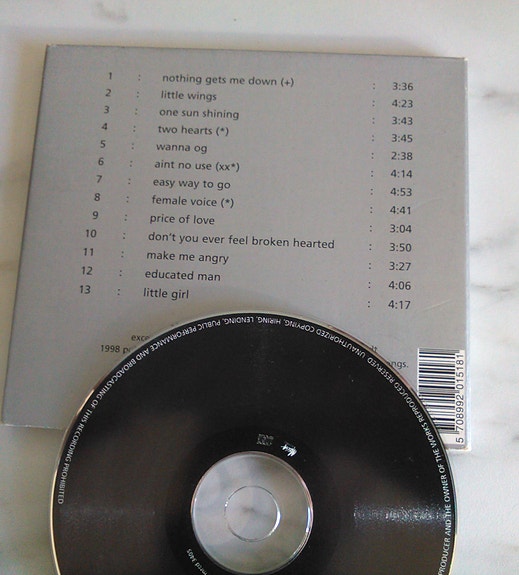 1 : nothing gets me down (+) : 3:36
2 : little wings : 4:23
3 : one sun shining : 3:43
4 : two hearts (*) : 3:45
5 : wanna og : 2:38
6 : aint no use (xx*) : 4:14
7 : easy way to go : 4:53
8 : female voice (*) : 4:41
9 : price of love : 3:04
10 : don't you ever feel broken hearted : 3:50
11 : make me angry : 3:27
12 : educated man : 4:06
13 : little girl : 4:17
1998
songs.
5 708992 015181
PRODUCER AND THE OWNER OF THE WORKS REPRODUCED RESERVED. UNAUTHORIZED COPYING, HIRING, LENDING, PUBLIC PERFORMANCE AND BROADCASTING OF THIS RECORDING PROHIBITED